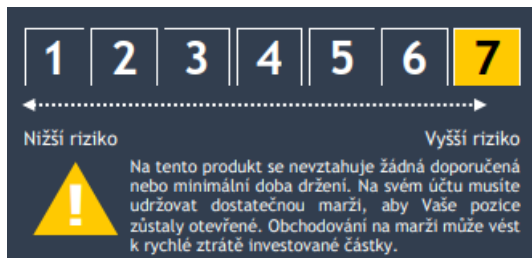 1 2 3 4 5 6 7
Nižší riziko Vyšší riziko
Na tento produkt se nevztahuje žádná doporučená
nebo minimální doba držení. Na svém účtu musíte
udržovat dostatečnou marži, aby Vaše pozice
zůstaly otevřené. Obchodování na marži může vést
k rychlé ztrátě investované částky.